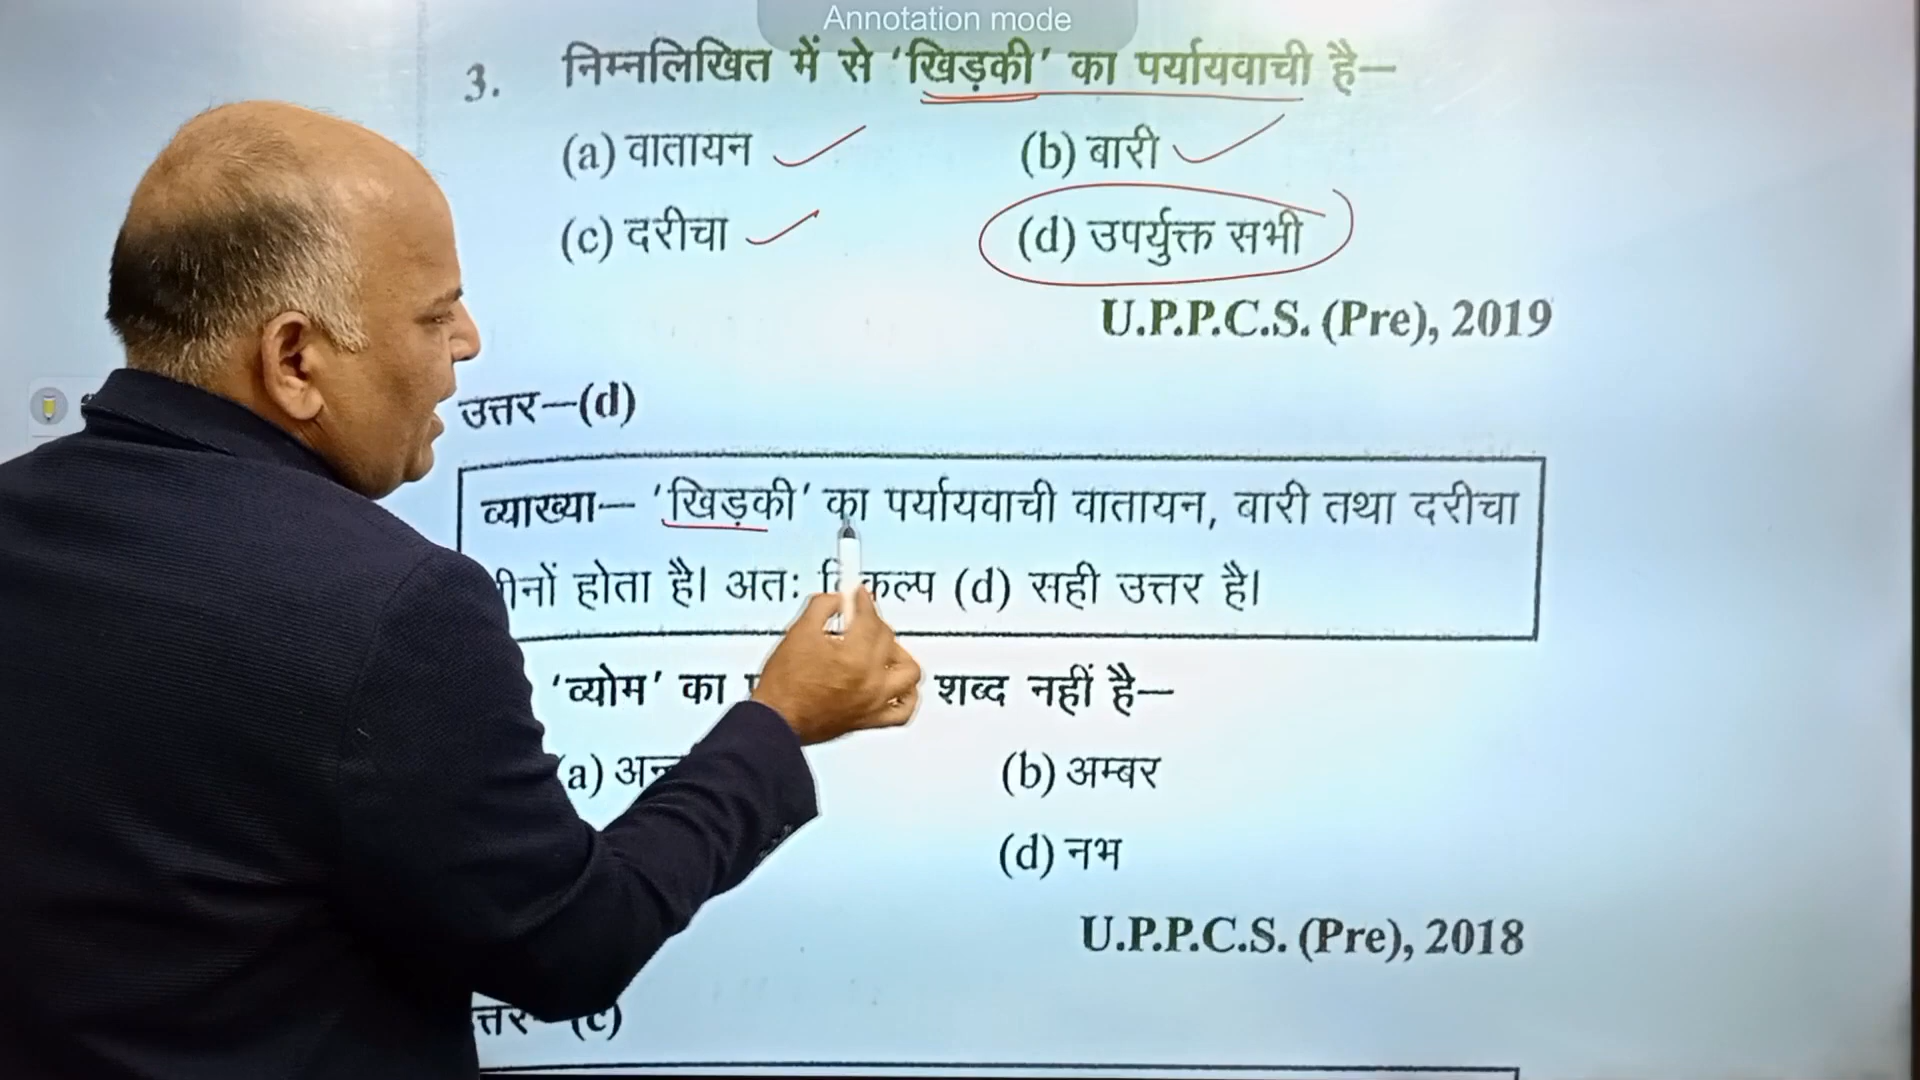 Annotation mode
3. निम्नलिखित में से 'खिड़की' का पर्यायवाची है—
(a) वातायन (b) बारी
(c) दरीचा (d) उपर्युक्त सभी
U.P.P.C.S. (Pre), 2019
उत्तर—(d)
व्याख्या— 'खिड़की' का पर्यायवाची वातायन, बारी तथा दरीचा
होता है। अतः (d) सही उत्तर है।
'व्योम' का शब्द नहीं है—
(a) (b) अम्बर
(d) नभ
U.P.P.C.S. (Pre), 2018
(c)